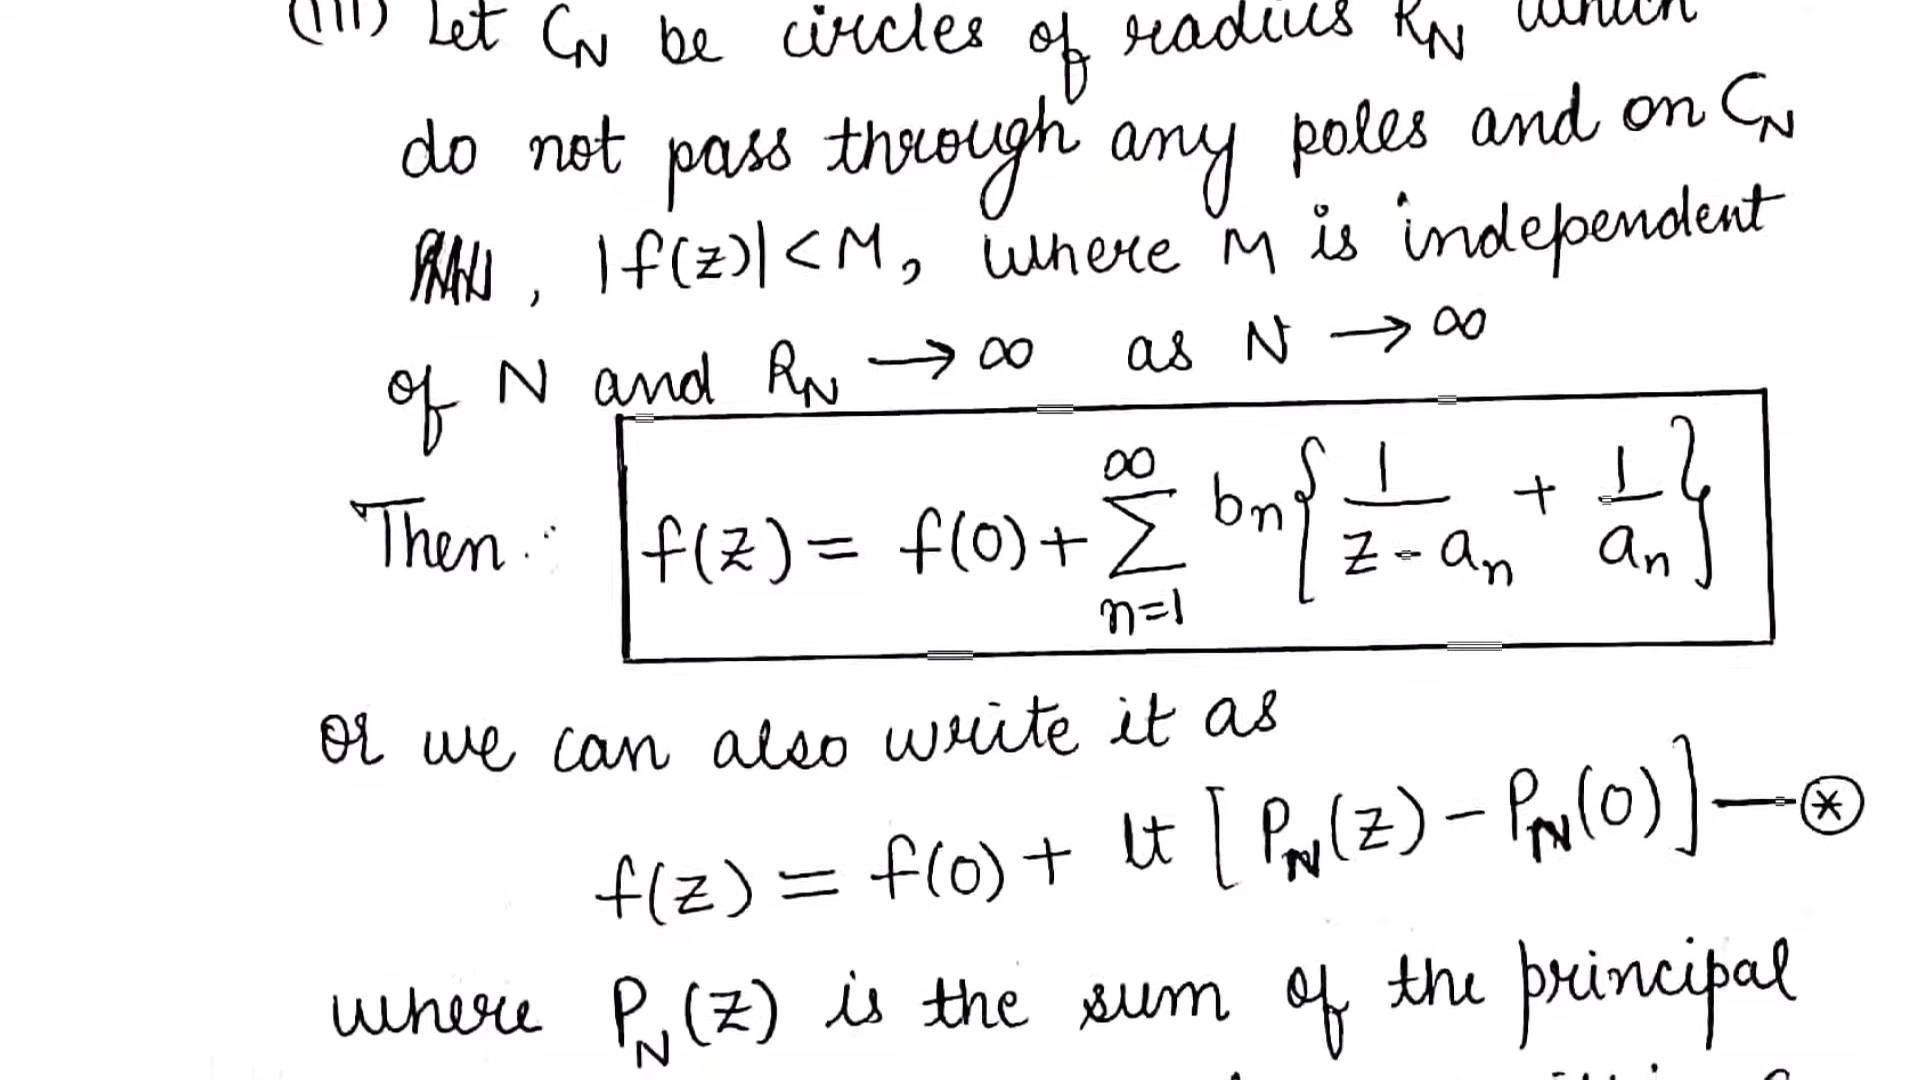 (iii) Let C_N be circles of radius R_N which
do not pass through any poles and on C_N
, |f(z)| < M, where M is independent
of N and R_N → ∞ as N → ∞
Then f(z) = f(0) + ∑_{n=1}^{∞} b_n { 1/(z - a_n) + 1/a_n }
or we can also write it as
f(z) = f(0) + lt [ P_N(z) - P_N(0) ] — ⊛
where P_N(z) is the sum of the principal